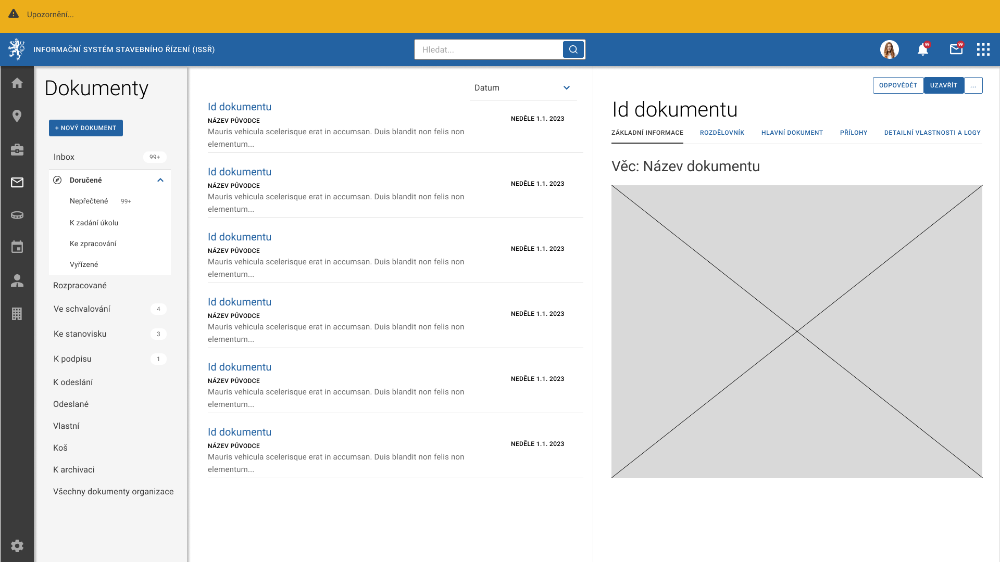 Upozornění...
INFORMAČNÍ SYSTÉM STAVEBNÍHO ŘÍZENÍ (ISSŘ)
Hledat...
99
99
Dokumenty
+ NOVÝ DOKUMENT
Inbox 99+
Doručené
Nepřečtené 99+
K zadání úkolu
Ke zpracování
Vyřízené
Rozpracované
Ve schvalování 4
Ke stanovisku 3
K podpisu 1
K odeslání
Odeslané
Vlastní
Koš
K archivaci
Všechny dokumenty organizace
Datum
Id dokumentu
NÁZEV PŮVODCE
NEDĚLE 1.1. 2023
Mauris vehicula scelerisque erat in accumsan. Duis blandit non felis non
elementum...
Id dokumentu
NÁZEV PŮVODCE
NEDĚLE 1.1. 2023
Mauris vehicula scelerisque erat in accumsan. Duis blandit non felis non
elementum...
Id dokumentu
NÁZEV PŮVODCE
NEDĚLE 1.1. 2023
Mauris vehicula scelerisque erat in accumsan. Duis blandit non felis non
elementum...
Id dokumentu
NÁZEV PŮVODCE
NEDĚLE 1.1. 2023
Mauris vehicula scelerisque erat in accumsan. Duis blandit non felis non
elementum...
Id dokumentu
NÁZEV PŮVODCE
NEDĚLE 1.1. 2023
Mauris vehicula scelerisque erat in accumsan. Duis blandit non felis non
elementum...
Id dokumentu
NÁZEV PŮVODCE
NEDĚLE 1.1. 2023
Mauris vehicula scelerisque erat in accumsan. Duis blandit non felis non
elementum...
ODPOVĚDĚT UZAVŘÍT ...
Id dokumentu
ZÁKLADNÍ INFORMACE ROZDĚLOVNÍK HLAVNÍ DOKUMENT PŘÍLOHY DETAILNÍ VLASTNOSTI A LOGY
Věc: Název dokumentu